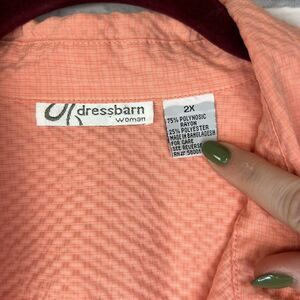 dressbarn
woman
2X
75% POLYNOSIC
RAYON
25% POLYESTER
MADE IN BANGLADESH
FOR CARE
SEE REVERSE